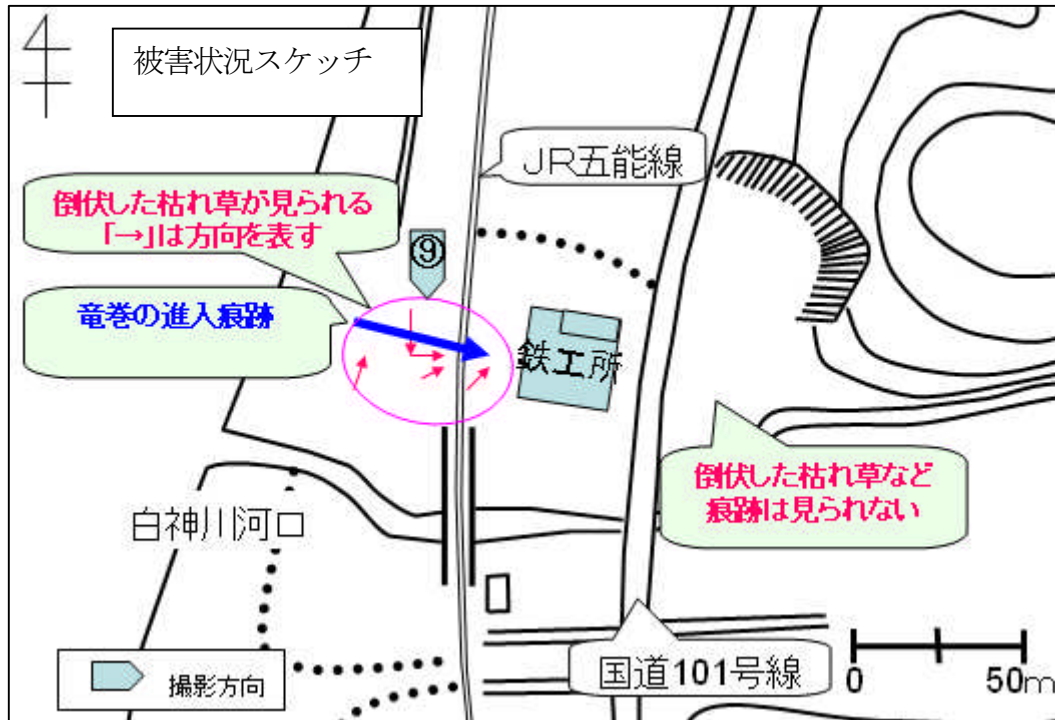 被害状況スケッチ
JR五能線
倒伏した枯れ草が見られる
「→」は方向を表す
⑨
竜巻の進入痕跡
鉄工所
倒伏した枯れ草など
痕跡は見られない
白神川河口
国道101号線
撮影方向
0 50m